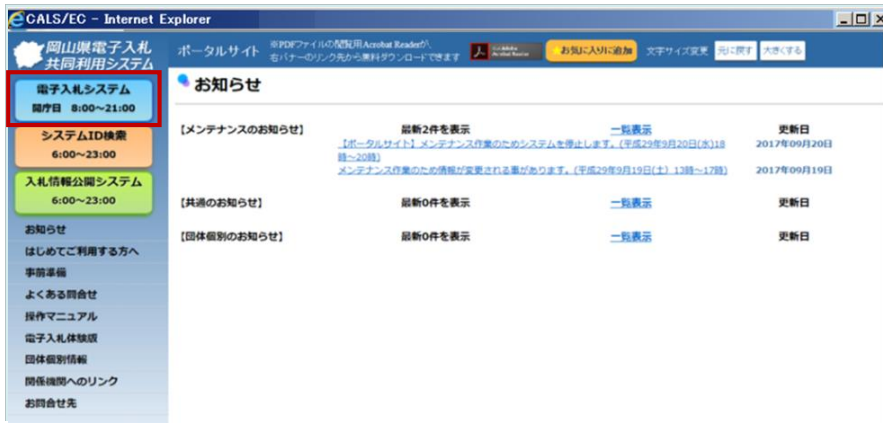 CALS/EC - Internet Explorer
岡山県電子入札
共同利用システム
ポータルサイト
※PDFファイルの閲覧用Acrobat Readerが、
右バナーのリンク先から無料ダウンロードできます
お気に入りに追加
文字サイズ変更
元に戻す
大きくする
電子入札システム
開庁日 8:00~21:00
システムID検索
6:00~23:00
入札情報公開システム
6:00~23:00
お知らせ
はじめてご利用する方へ
事前準備
よくある問合せ
操作マニュアル
電子入札体験版
団体個別情報
関係機関へのリンク
お問合せ先
お知らせ
【メンテナンスのお知らせ】 最新2件を表示 一覧表示 更新日
【ポータルサイト】メンテナンス作業のためシステムを停止します。(平成29年9月20日(水)18 2017年09月20日
時~20時)
メンテナンス作業のため情報が変更される事があります。(平成29年9月19日(土) 13時~17時) 2017年09月19日
【共通のお知らせ】 最新0件を表示 一覧表示 更新日
【団体個別のお知らせ】 最新0件を表示 一覧表示 更新日